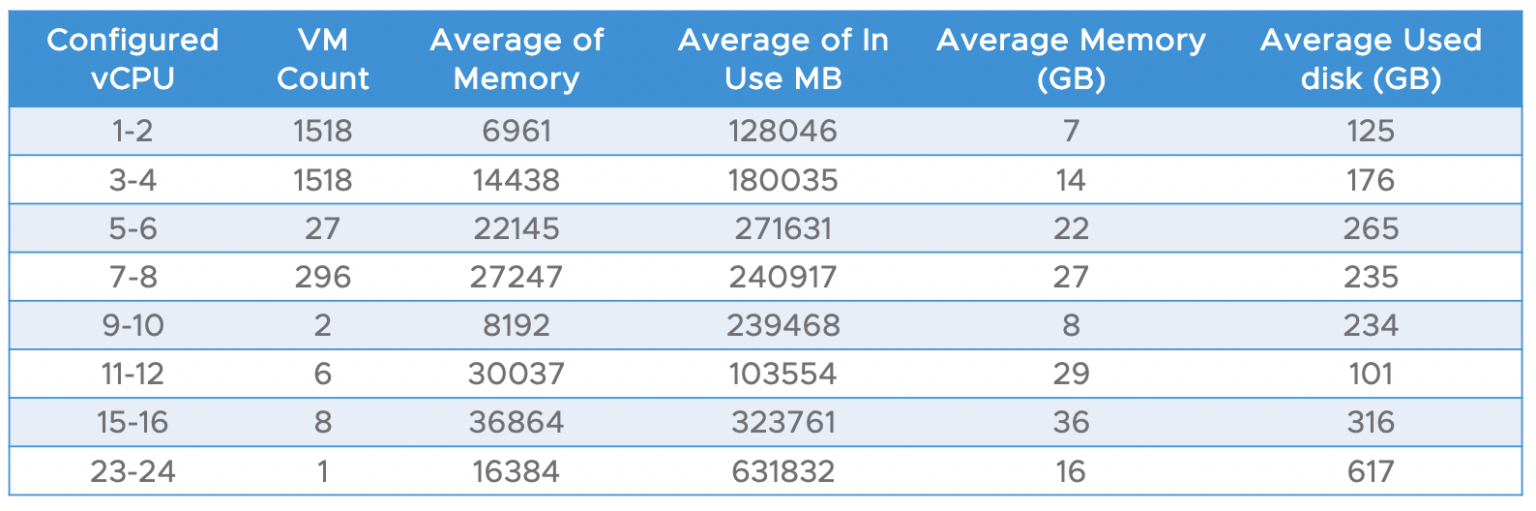 Configured vCPU VM Count Average of Memory Average of In Use MB Average Memory (GB) Average Used disk (GB)
1-2 1518 6961 128046 7 125
3-4 1518 14438 180035 14 176
5-6 27 22145 271631 22 265
7-8 296 27247 240917 27 235
9-10 2 8192 239468 8 234
11-12 6 30037 103554 29 101
15-16 8 36864 323761 36 316
23-24 1 16384 631832 16 617